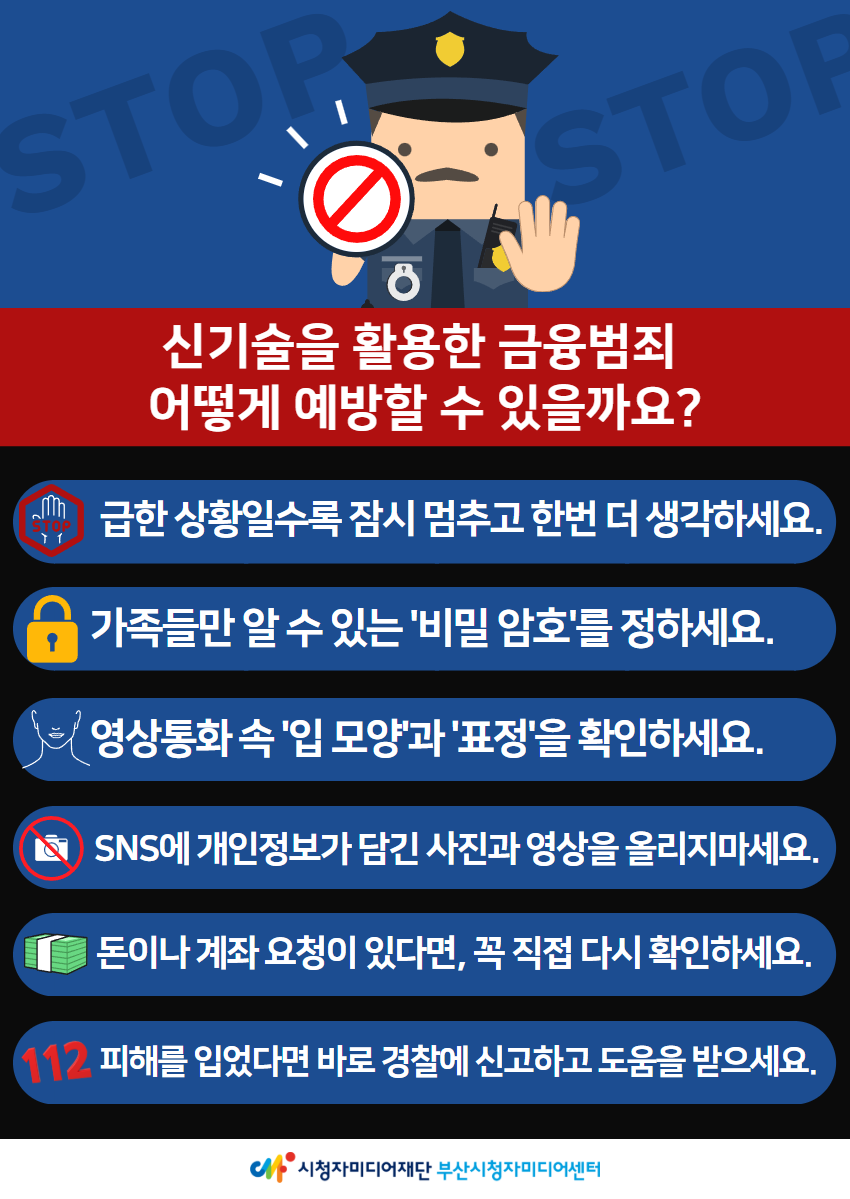 STOP
STOP
신기술을 활용한 금융범죄
어떻게 예방할 수 있을까요?
STOP
급한 상황일수록 잠시 멈추고 한번 더 생각하세요.
가족들만 알 수 있는 '비밀 암호'를 정하세요.
영상통화 속 '입 모양'과 '표정'을 확인하세요.
SNS에 개인정보가 담긴 사진과 영상을 올리지마세요.
돈이나 계좌 요청이 있다면, 꼭 직접 다시 확인하세요.
112 피해를 입었다면 바로 경찰에 신고하고 도움을 받으세요.
시청자미디어재단 부산시청자미디어센터